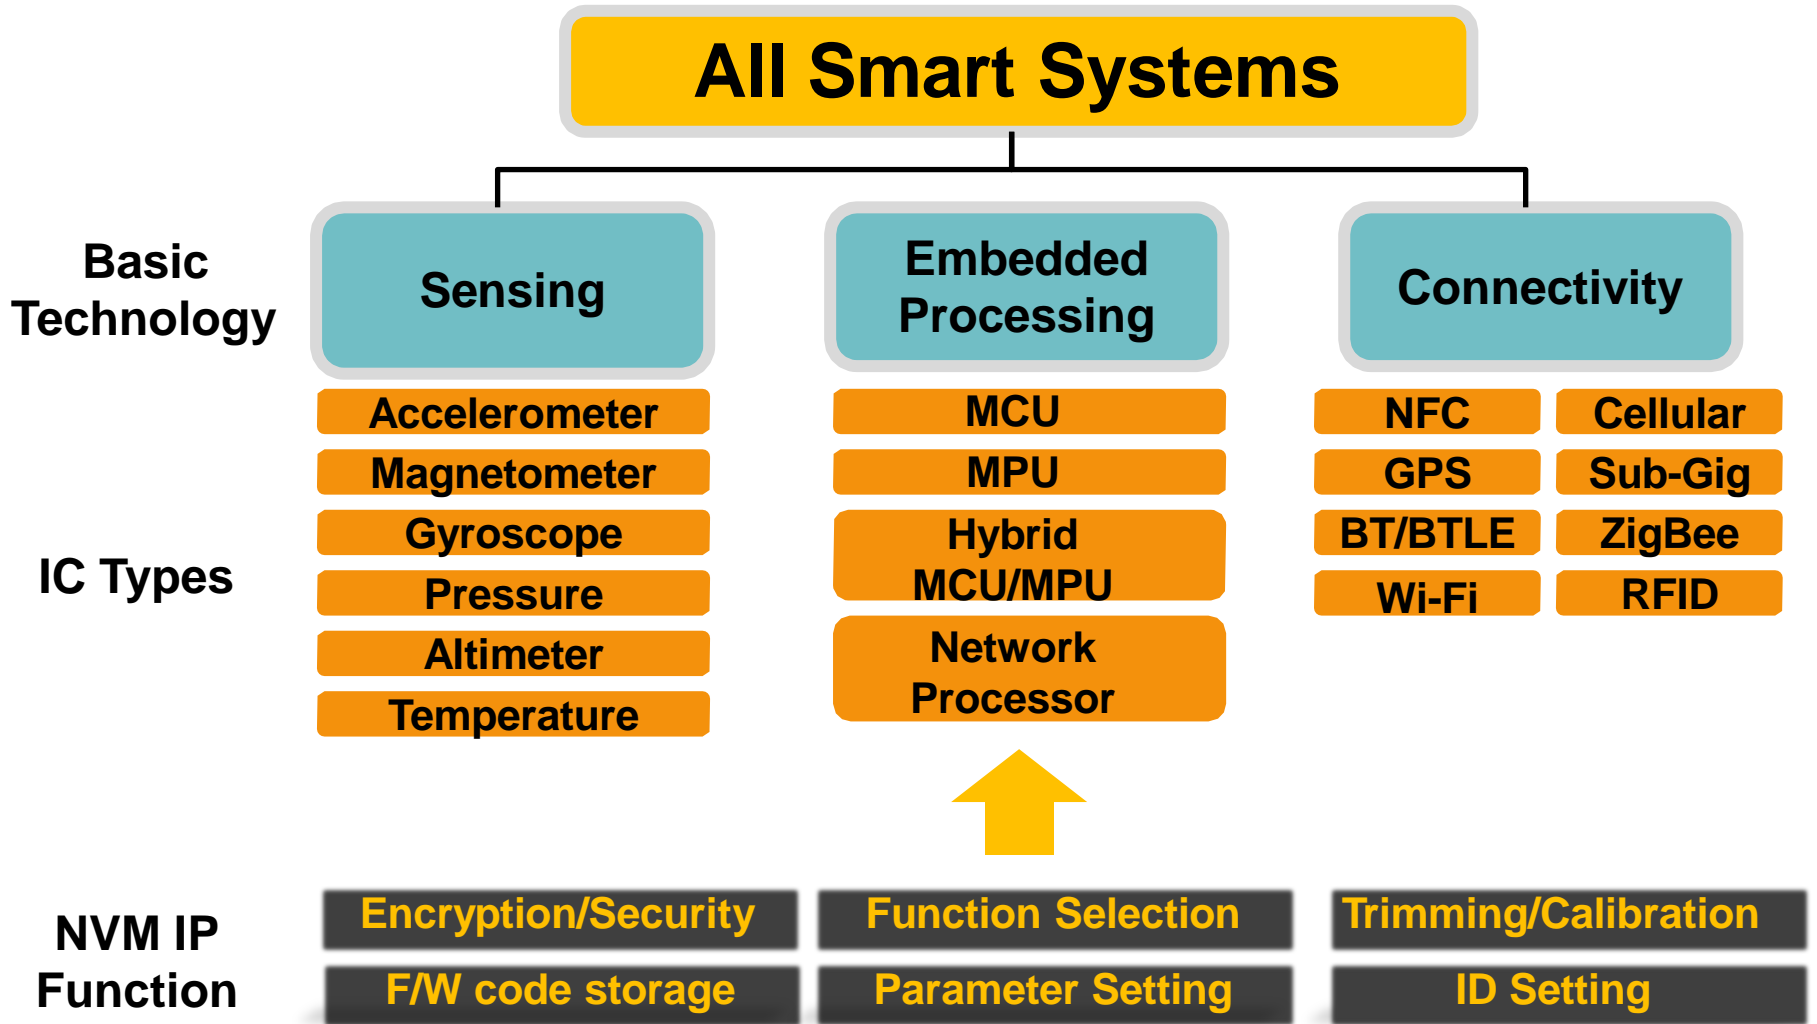 All Smart Systems
Basic
Technology
Sensing
Embedded
Processing
Connectivity
IC Types
Accelerometer
Magnetometer
Gyroscope
Pressure
Altimeter
Temperature
MCU
MPU
Hybrid
MCU/MPU
Network
Processor
NFC
Cellular
GPS
Sub-Gig
BT/BTLE
ZigBee
Wi-Fi
RFID
NVM IP
Function
Encryption/Security
Function Selection
Trimming/Calibration
F/W code storage
Parameter Setting
ID Setting